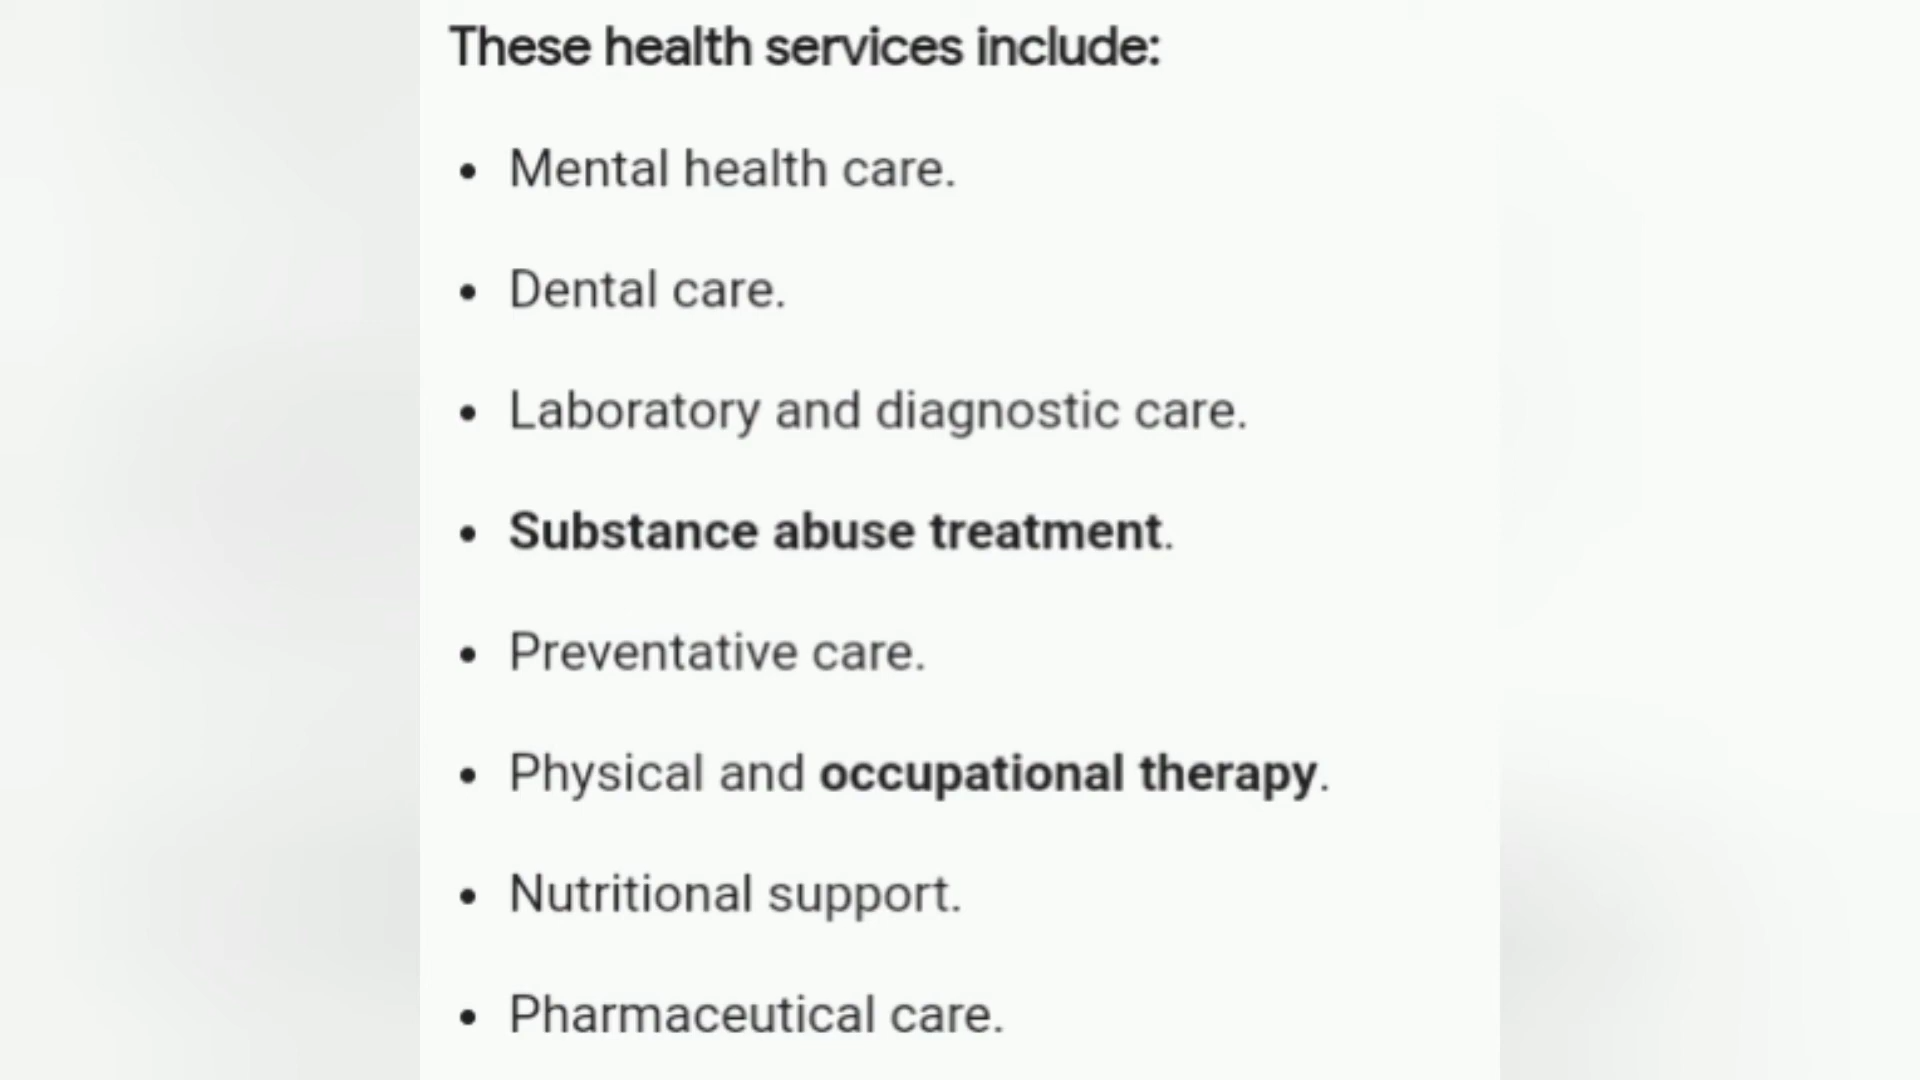 These health services include:
• Mental health care.
• Dental care.
• Laboratory and diagnostic care.
• Substance abuse treatment.
• Preventative care.
• Physical and occupational therapy.
• Nutritional support.
• Pharmaceutical care.